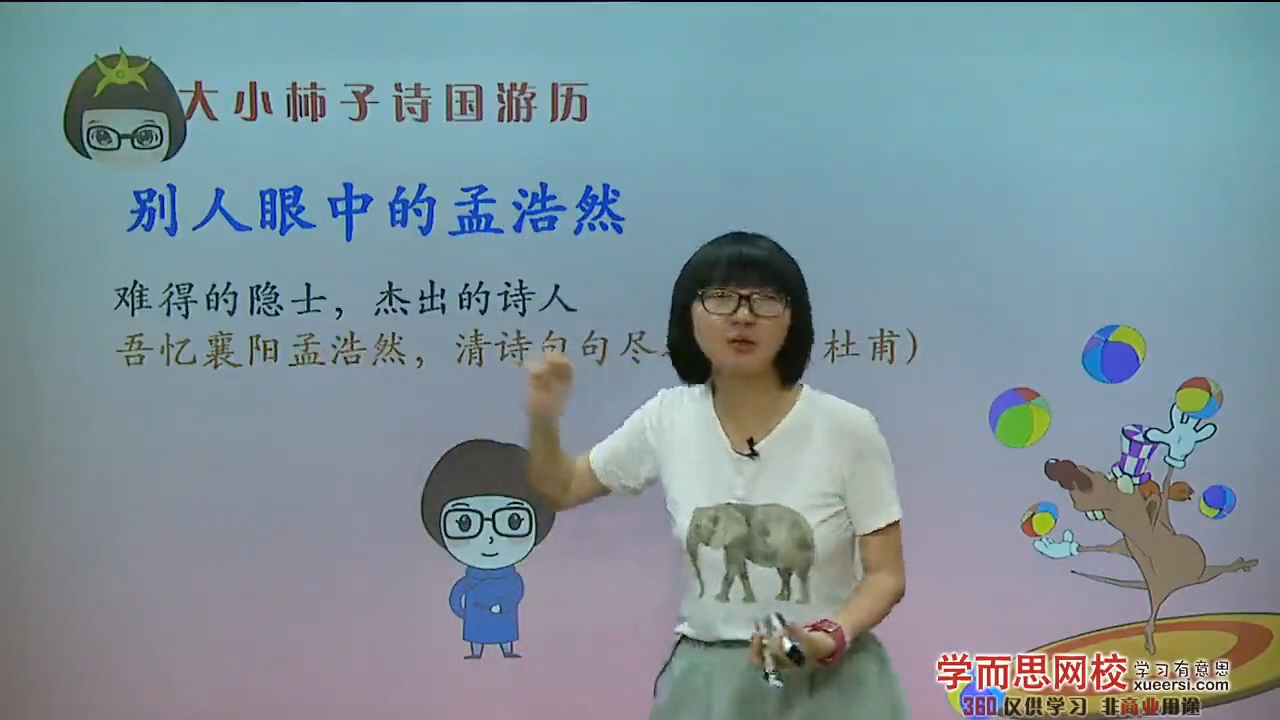 大小柿子诗国游历
别人眼中的孟浩然
难得的隐士，杰出的诗人
吾忆襄阳孟浩然，清诗句句尽 杜甫）
学而思网校
学习有意思
xueersi.com
360仅供学习 非商业用途